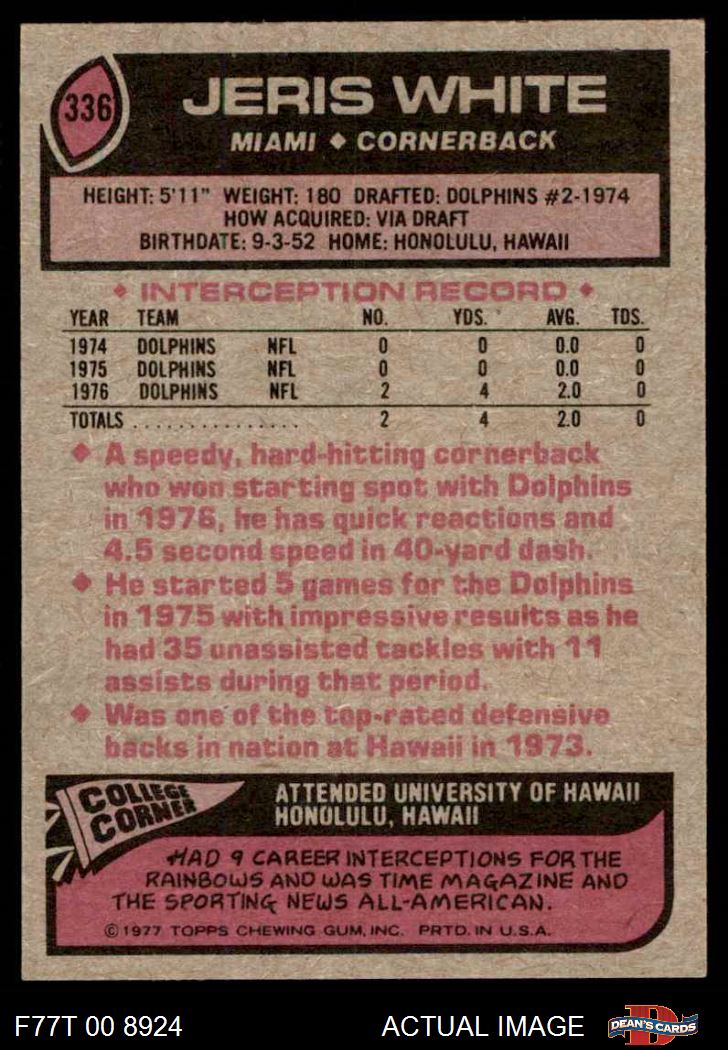 336
JERIS WHITE
MIAMI ♦ CORNERBACK
HEIGHT: 5'11" WEIGHT: 180 DRAFTED: DOLPHINS #2-1974
HOW ACQUIRED: VIA DRAFT
BIRTHDATE: 9-3-52 HOME: HONOLULU, HAWAII
♦ INTERCEPTION RECORD ♦
YEAR TEAM NO. YDS. AVG. TDS.
1974 DOLPHINS NFL 0 0 0.0 0
1975 DOLPHINS NFL 0 0 0.0 0
1976 DOLPHINS NFL 2 4 2.0 0
TOTALS . . . . . . . . . . . . . . . 2 4 2.0 0
♦ A speedy, hard-hitting cornerback
who won starting spot with Dolphins
in 1976, he has quick reactions and
4.5 second speed in 40-yard dash.
♦ He started 5 games for the Dolphins
in 1975 with impressive results as he
had 35 unassisted tackles with 11
assists during that period.
♦ Was one of the top-rated defensive
backs in nation at Hawaii in 1973.
COLLEGE
CORNER
ATTENDED UNIVERSITY OF HAWAII
HONOLULU, HAWAII
HAD 9 CAREER INTERCEPTIONS FOR THE
RAINBOWS AND WAS TIME MAGAZINE AND
THE SPORTING NEWS ALL-AMERICAN.
© 1977 TOPPS CHEWING GUM, INC. PRTD. IN U.S.A.
F77T 00 8924 ACTUAL IMAGE
D
DEAN'S CARDS